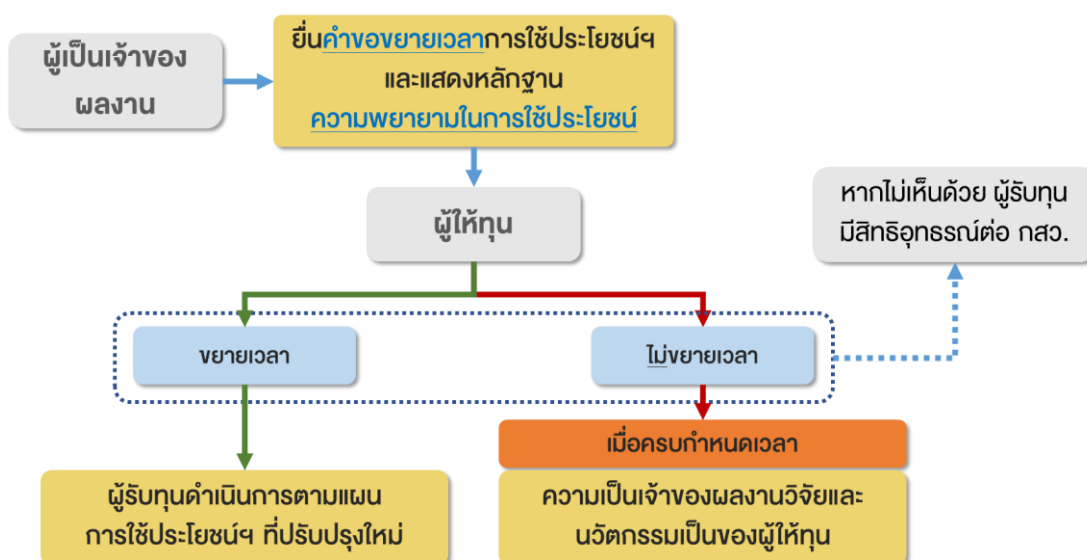 ผู้เป็นเจ้าของ
ผลงาน
ยื่นคำขอขยายเวลาการใช้ประโยชน์ฯ
และแสดงหลักฐาน
ความพยายามในการใช้ประโยชน์
ผู้ให้ทุน
หากไม่เห็นด้วย ผู้รับทุน
มีสิทธิอุทธรณ์ต่อ กสว.
ขยายเวลา
ไม่ขยายเวลา
เมื่อครบกำหนดเวลา
ผู้รับทุนดำเนินการตามแผน
การใช้ประโยชน์ฯ ที่ปรับปรุงใหม่
ความเป็นเจ้าของผลงานวิจัยและ
นวัตกรรมเป็นของผู้ให้ทุน